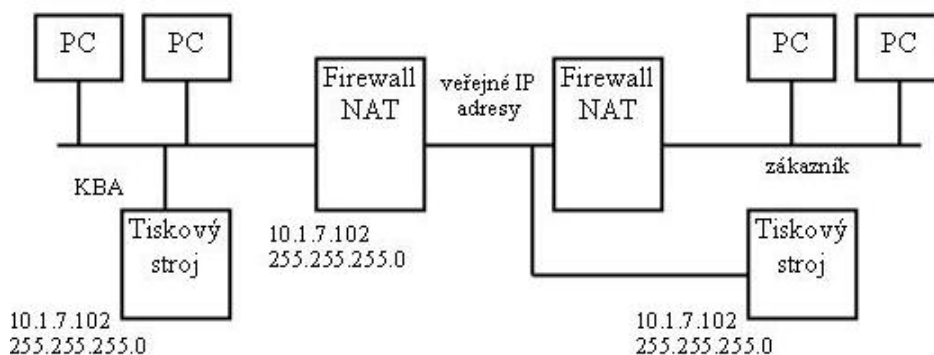 PC
PC
Firewall
NAT
veřejné IP
adresy
Firewall
NAT
PC
PC
KBA
zákazník
Tiskový
stroj
10.1.7.102
255.255.255.0
Tiskový
stroj
10.1.7.102
255.255.255.0
10.1.7.102
255.255.255.0